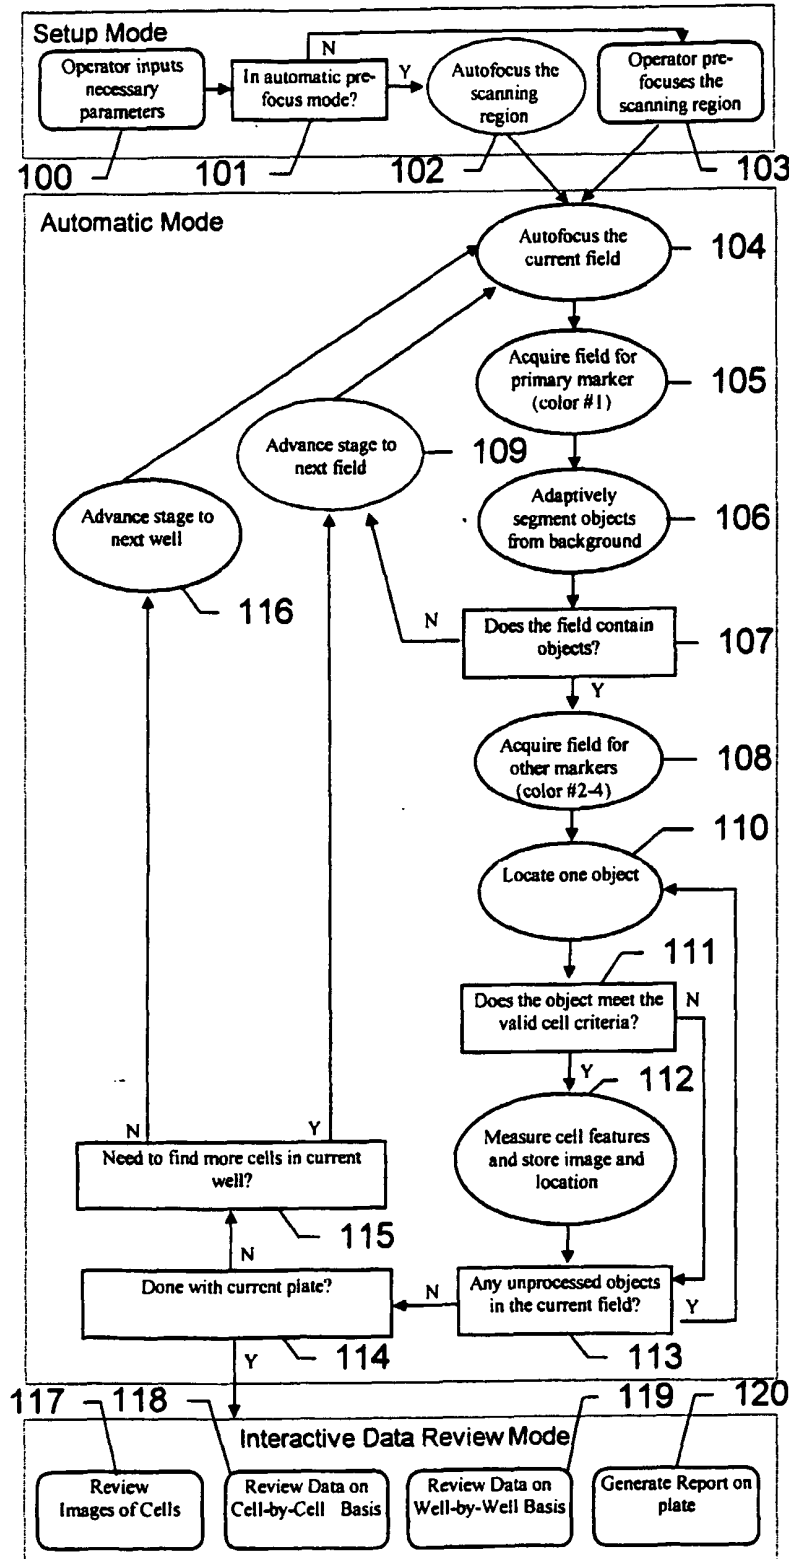 Setup Mode
Operator inputs
necessary
parameters
In automatic pre-
focus mode?
N
Y
Autofocus the
scanning
region
Operator pre-
focuses the
scanning region
100
101
102
103
Automatic Mode
Autofocus the
current field
104
Acquire field for
primary marker
(color #1)
105
Advance stage to
next field
109
Adaptively
segment objects
from background
106
Advance stage to
next well
116
Does the field contain
objects?
107
N
Y
Acquire field for
other markers
(color #2-4)
108
110
Locate one object
111
Does the object meet the
valid cell criteria?
N
Y
112
Measure cell features
and store image and
location
N
Y
Need to find more cells in current
well?
115
N
Done with current plate?
N
Any unprocessed objects
in the current field?
Y
Y
114
113
117
118
119
120
Interactive Data Review Mode
Review
Images of Cells
Review Data on
Cell-by-Cell Basis
Review Data on
Well-by-Well Basis
Generate Report on
plate